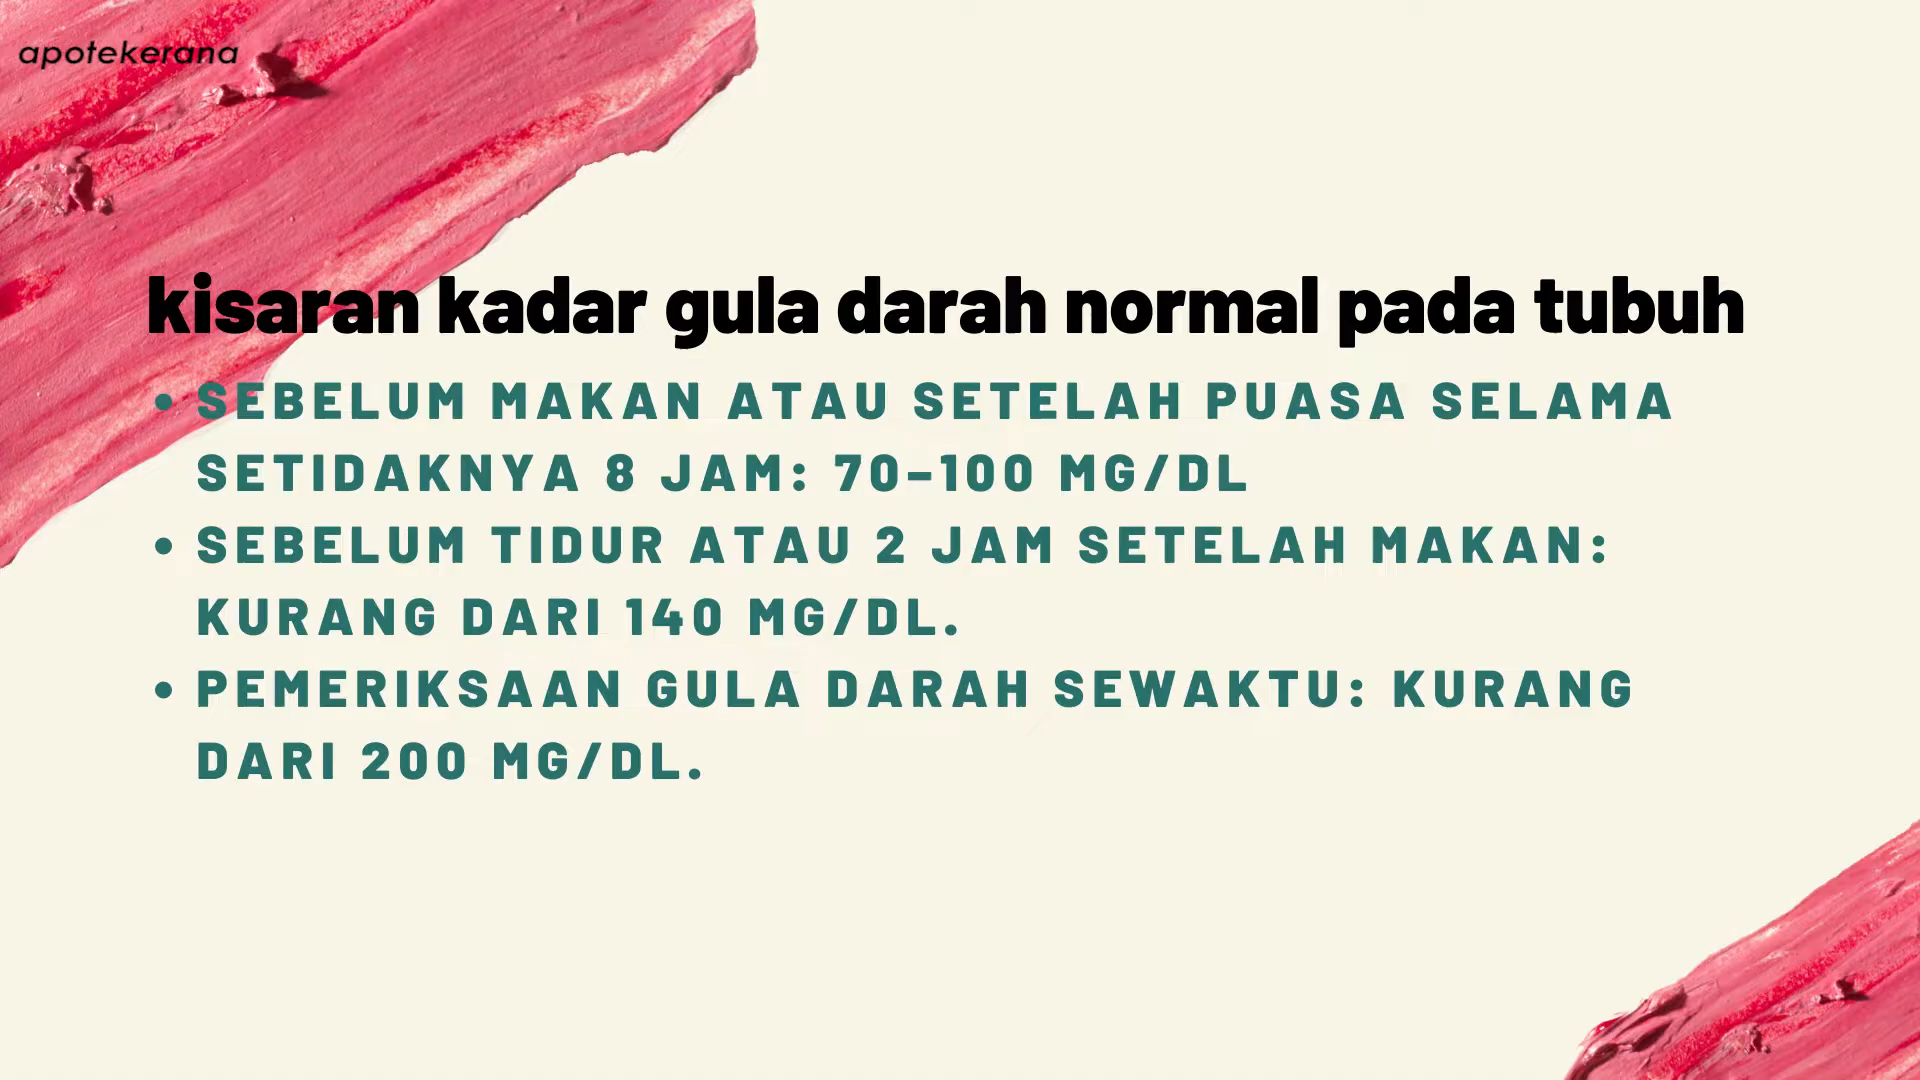 apotekerana
kisaran kadar gula darah normal pada tubuh
• SEBELUM MAKAN ATAU SETELAH PUASA SELAMA
SETIDAKNYA 8 JAM: 70–100 MG/DL
• SEBELUM TIDUR ATAU 2 JAM SETELAH MAKAN:
KURANG DARI 140 MG/DL.
• PEMERIKSAAN GULA DARAH SEWAKTU: KURANG
DARI 200 MG/DL.